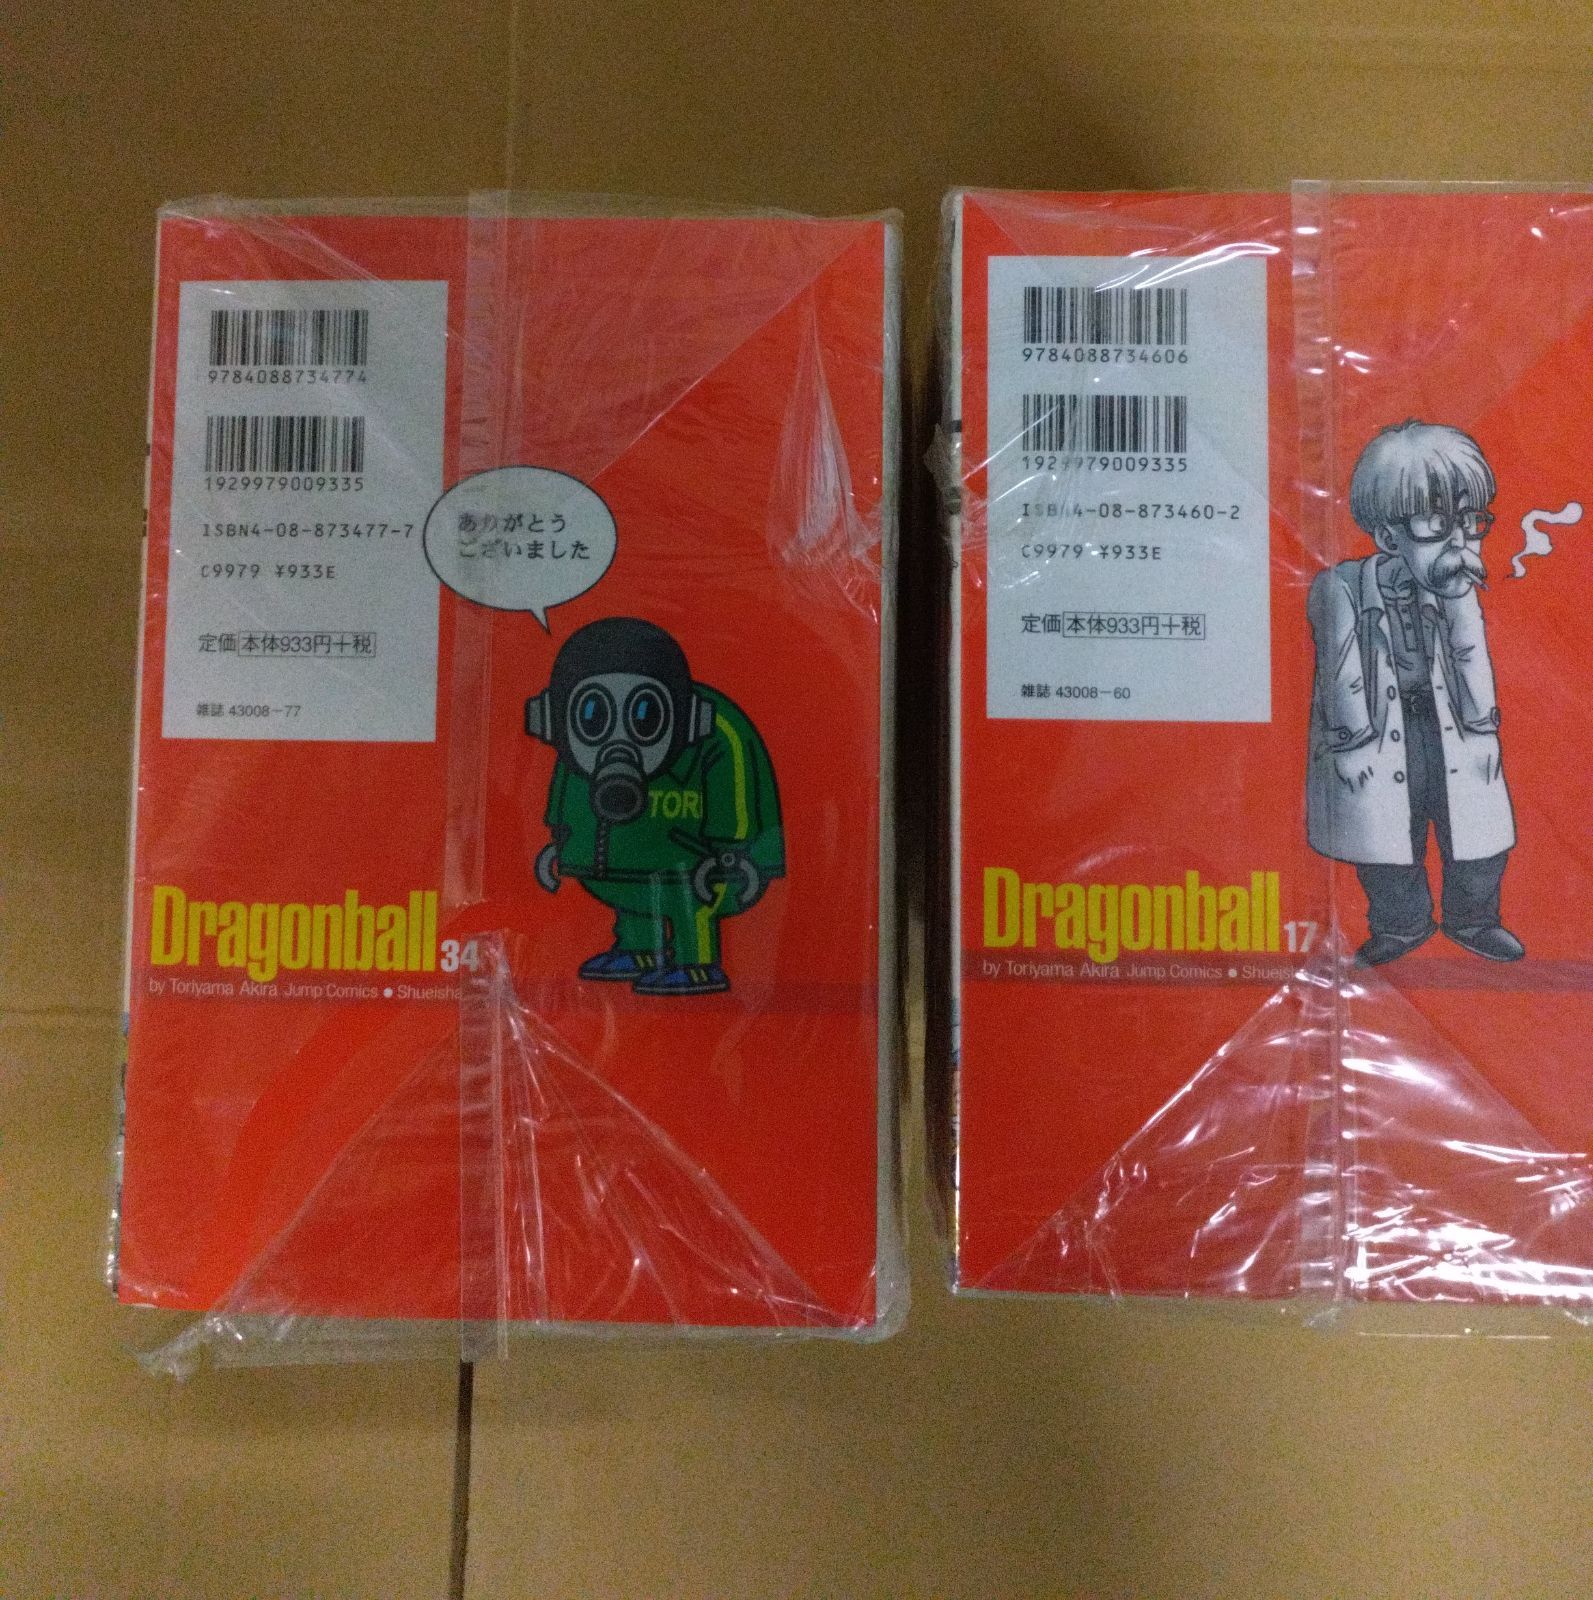 9784088734774
1929979009335
ISBN4-08-873477-7
C9979 ¥933E
定価 本体933円+税
雑誌 43008-77
ありがとう
ございました
TORI
Dragonball 34
by Toriyama Akira Jump Comics ● Shueisha
9784088734606
1929979009335
ISBN4-08-873460-2
C9979 ¥933E
定価 本体933円+税
雑誌 43008-60
Dragonball 17
by Toriyama Akira Jump Comics ● Shueisha